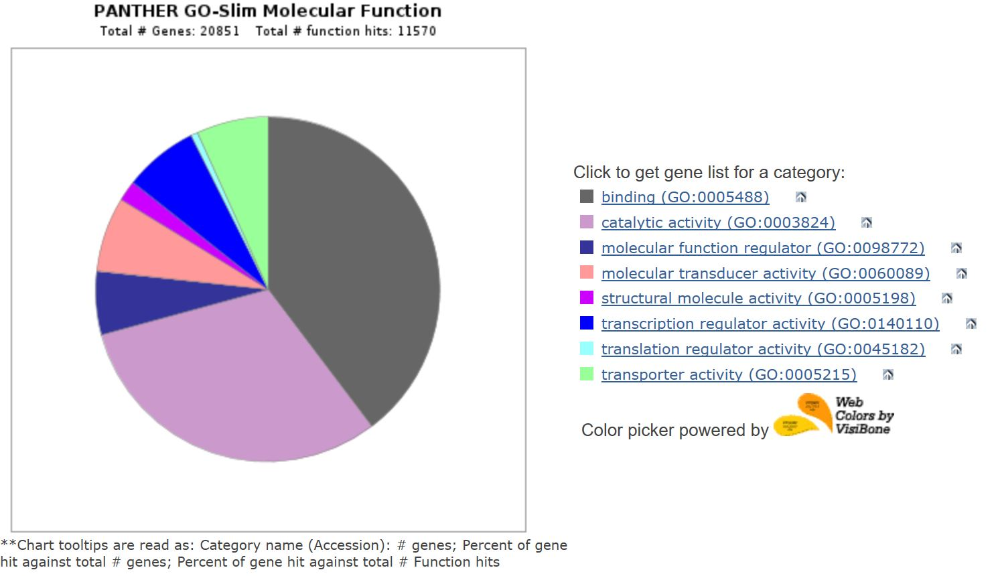 PANTHER GO-Slim Molecular Function
Total # Genes: 20851 Total # function hits: 11570
Click to get gene list for a category:
binding (GO:0005488)
catalytic activity (GO:0003824)
molecular function regulator (GO:0098772)
molecular transducer activity (GO:0060089)
structural molecule activity (GO:0005198)
transcription regulator activity (GO:0140110)
translation regulator activity (GO:0045182)
transporter activity (GO:0005215)
Color picker powered by
Web
Colors by
VisiBone
**Chart tooltips are read as: Category name (Accession): # genes; Percent of gene
hit against total # genes; Percent of gene hit against total # Function hits